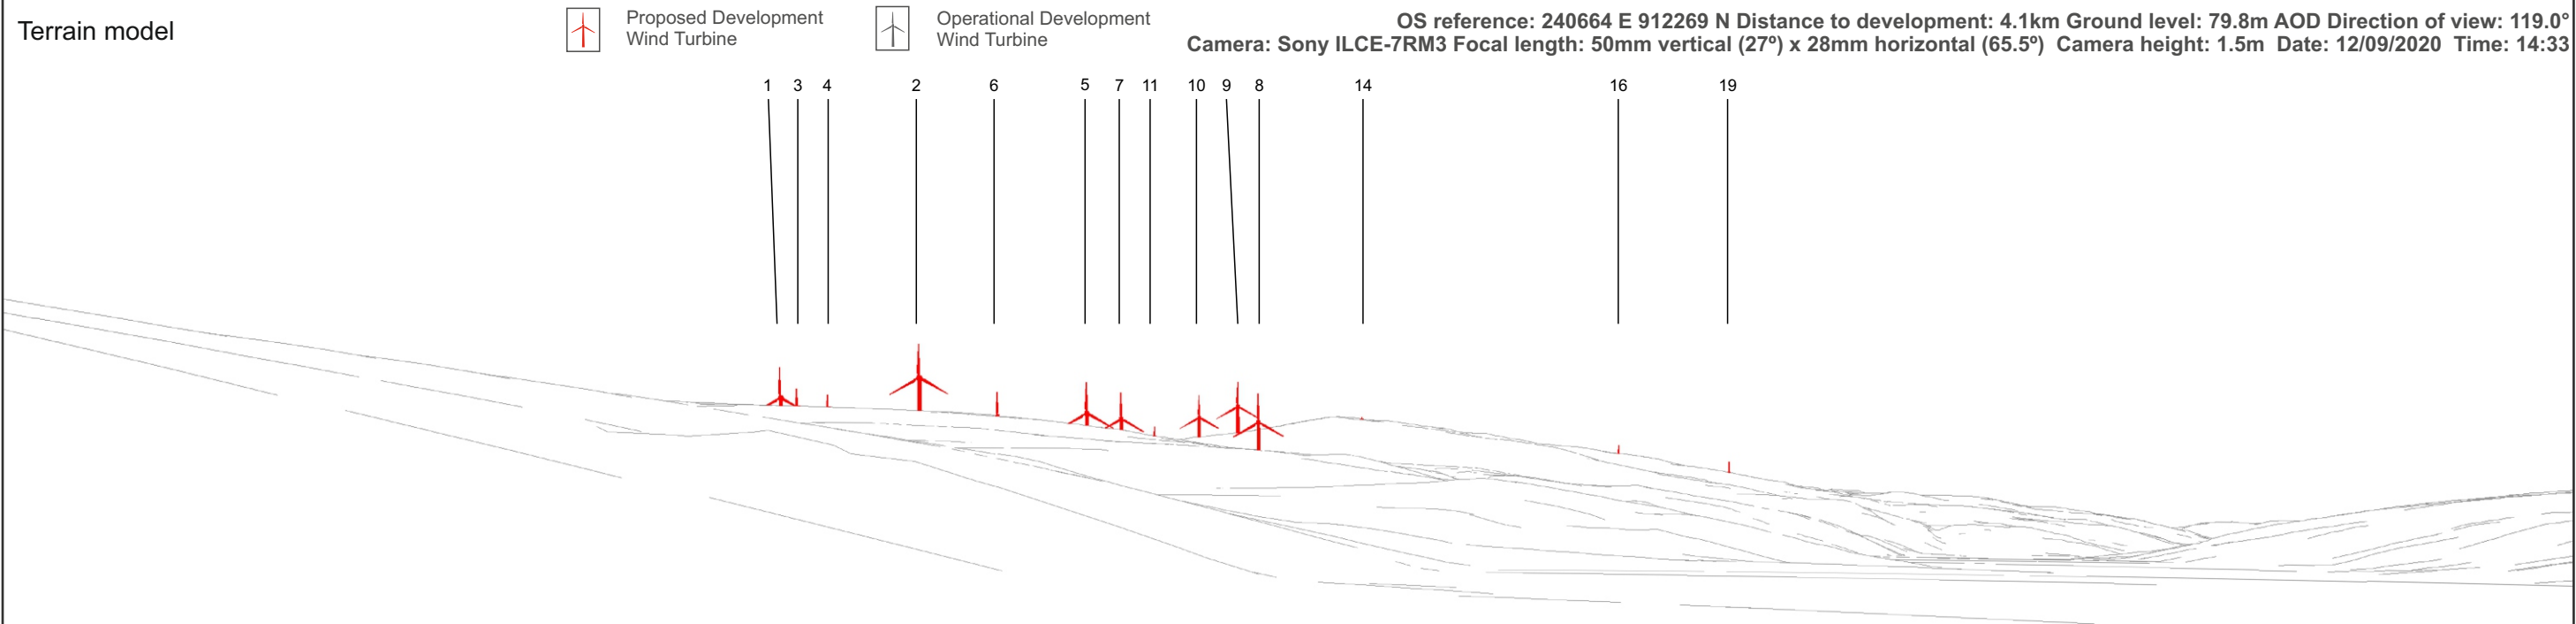 Terrain model
Proposed Development
Wind Turbine
Operational Development
Wind Turbine
OS reference: 240664 E 912269 N Distance to development: 4.1km Ground level: 79.8m AOD Direction of view: 119.0°
Camera: Sony ILCE-7RM3 Focal length: 50mm vertical (27º) x 28mm horizontal (65.5º) Camera height: 1.5m Date: 12/09/2020 Time: 14:33
1 3 4 2 6 5 7 11 10 9 8 14 16 19